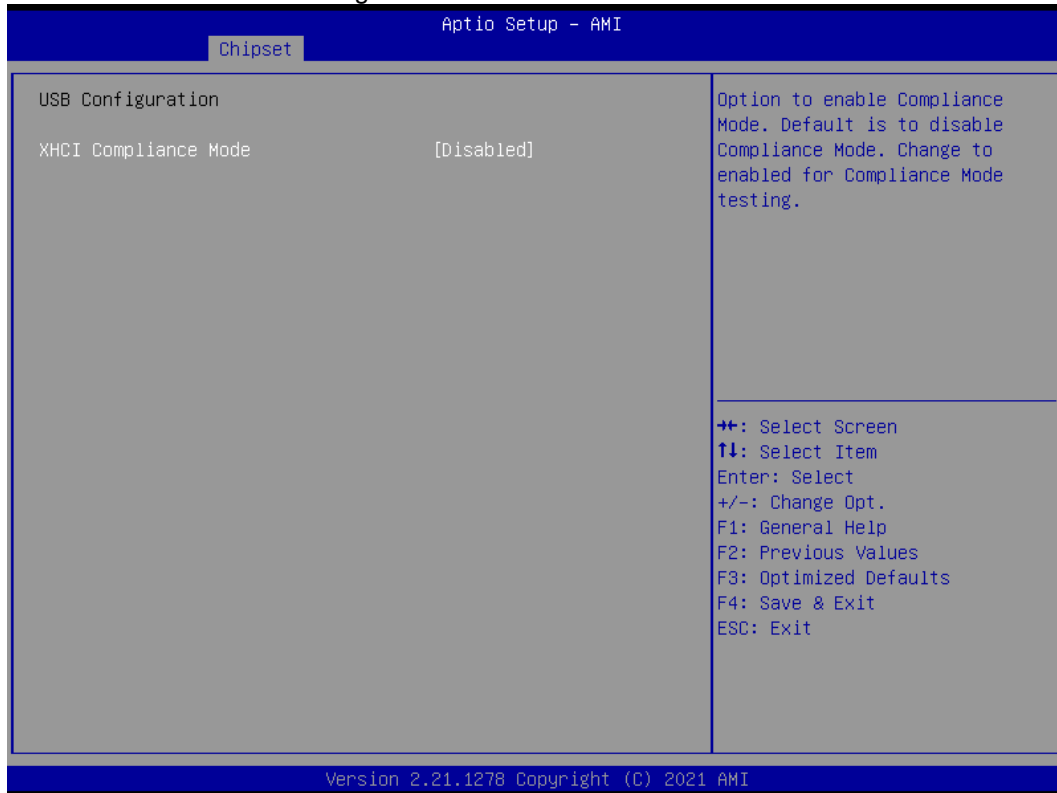 Aptio Setup – AMI
Chipset
USB Configuration
XHCI Compliance Mode [Disabled]
Option to enable Compliance
Mode. Default is to disable
Compliance Mode. Change to
enabled for Compliance Mode
testing.
→←: Select Screen
↑↓: Select Item
Enter: Select
+/-: Change Opt.
F1: General Help
F2: Previous Values
F3: Optimized Defaults
F4: Save & Exit
ESC: Exit
Version 2.21.1278 Copyright (C) 2021 AMI